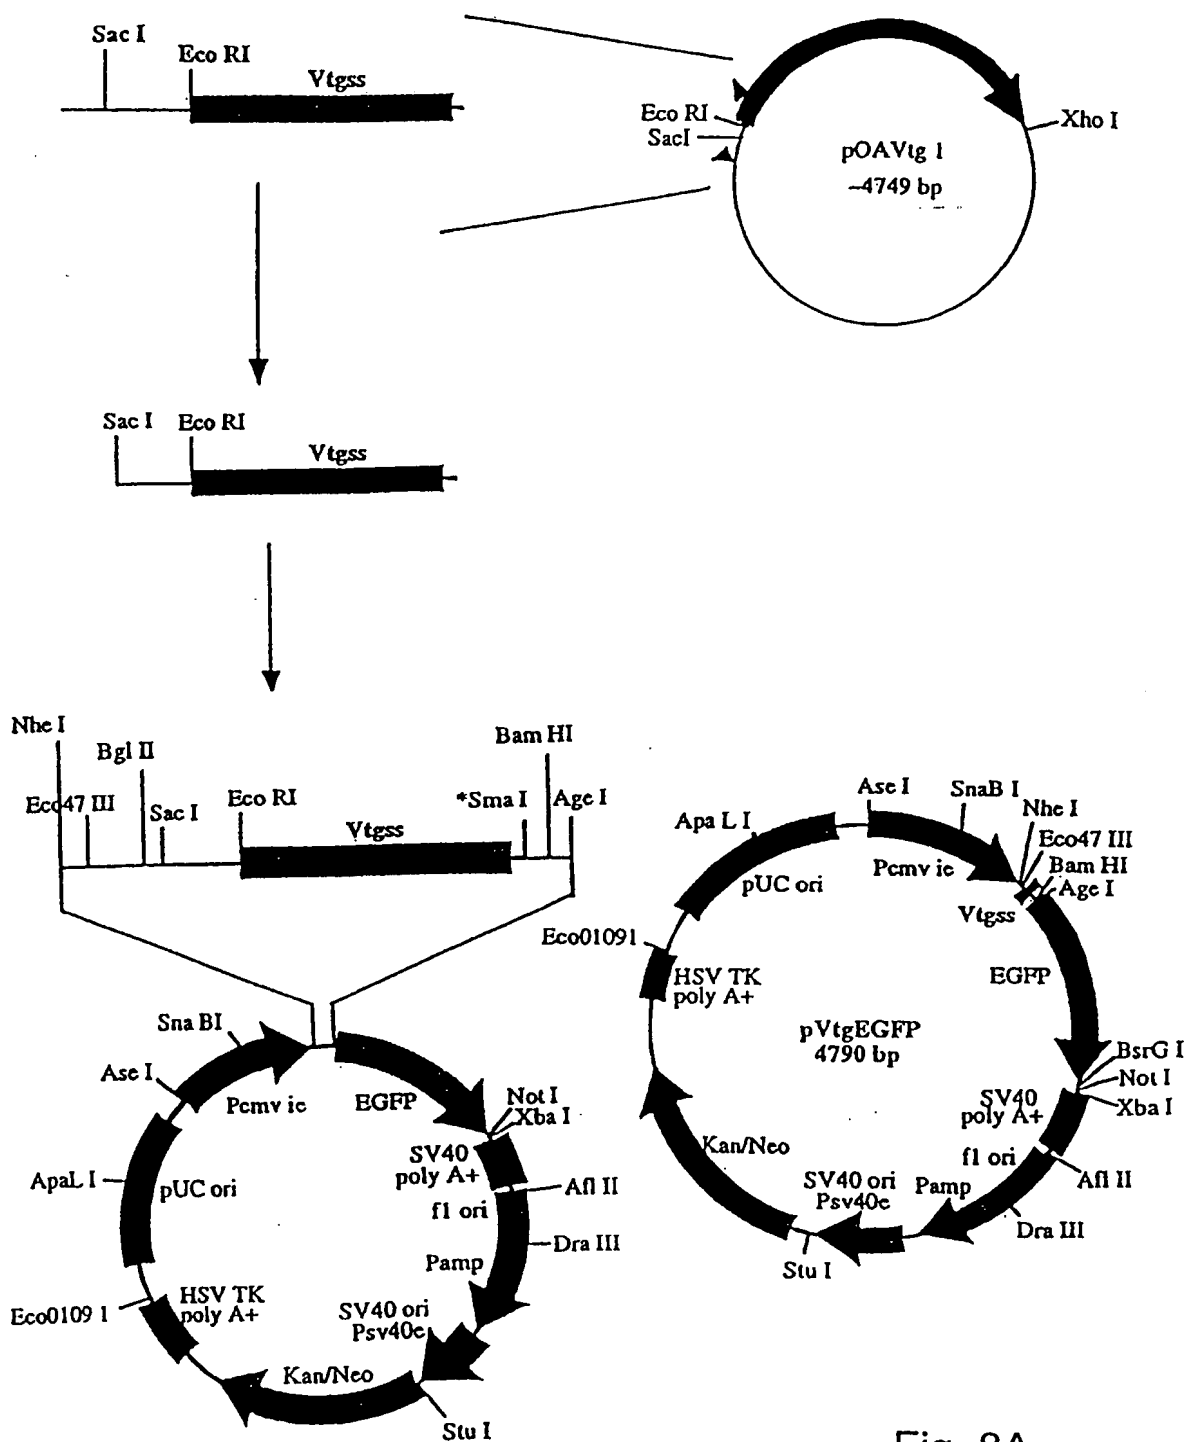 Sac I
Eco RI
Vtgss
Eco RI
SacI
Xho I
pOAVtg 1
~4749 bp
Sac I
Eco RI
Vtgss
Nhe I
Bgl II
Bam HI
Eco47 III
Sac I
Eco RI
*Sma I
Age I
Vtgss
Sna BI
Ase I
Pcmv ie
EGFP
Not I
Xba I
ApaL I
pUC ori
SV40
poly A+
Afl II
f1 ori
Dra III
Pamp
Eco0109 1
HSV TK
poly A+
SV40 ori
Psv40e
Kan/Neo
Stu I
Ase I
SnaB I
Nhe I
Apa L I
Eco47 III
Bam HI
Age I
pUC ori
Pcmv ie
Vtgss
Eco01091
EGFP
HSV TK
poly A+
pVtgEGFP
4790 bp
BsrG I
Not I
Xba I
SV40
poly A+
Kan/Neo
f1 ori
Afl II
SV40 ori
Psv40e
Pamp
Dra III
Stu I
Fig. 8A